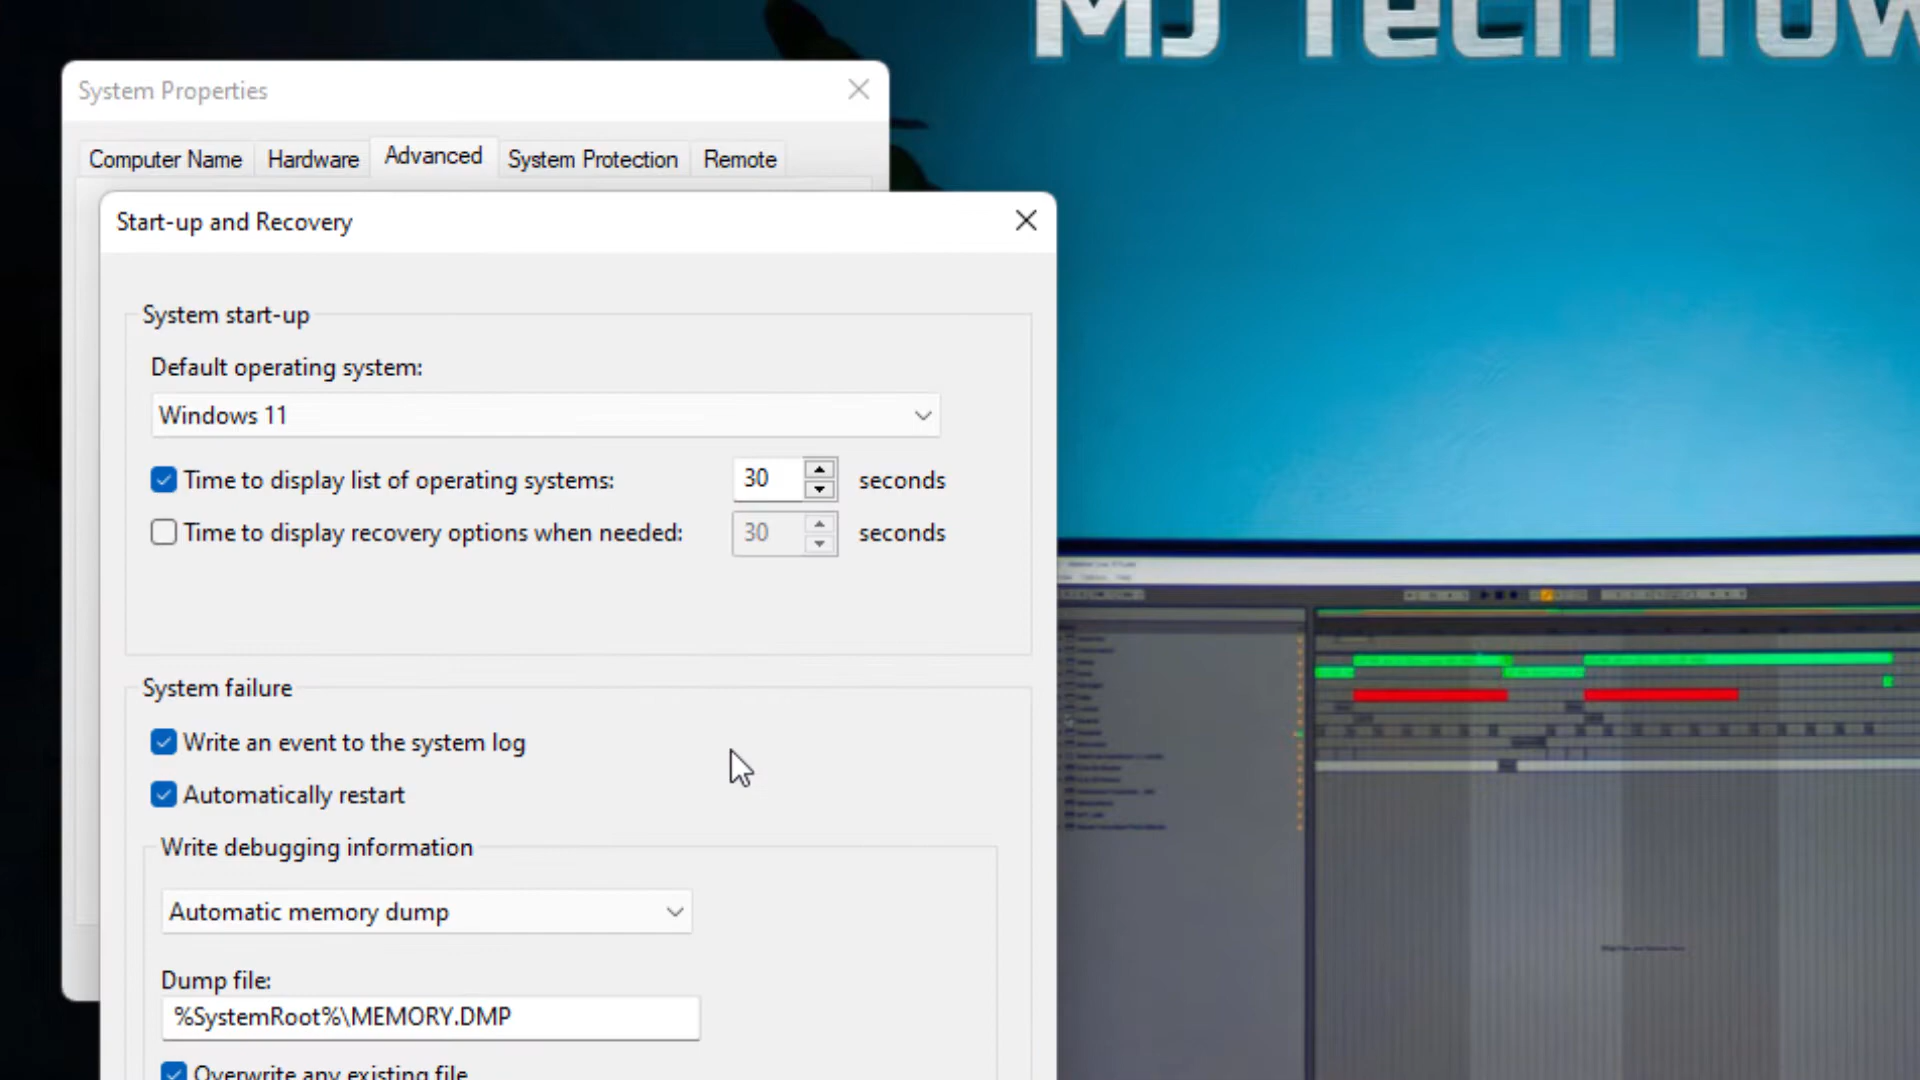 MJ Tech Tow
System Properties
Computer Name Hardware Advanced System Protection Remote
Start-up and Recovery
System start-up
Default operating system:
Windows 11
Time to display list of operating systems: 30 seconds
Time to display recovery options when needed: 30 seconds
System failure
Write an event to the system log
Automatically restart
Write debugging information
Automatic memory dump
Dump file:
%SystemRoot%\MEMORY.DMP
Overwrite any existing file